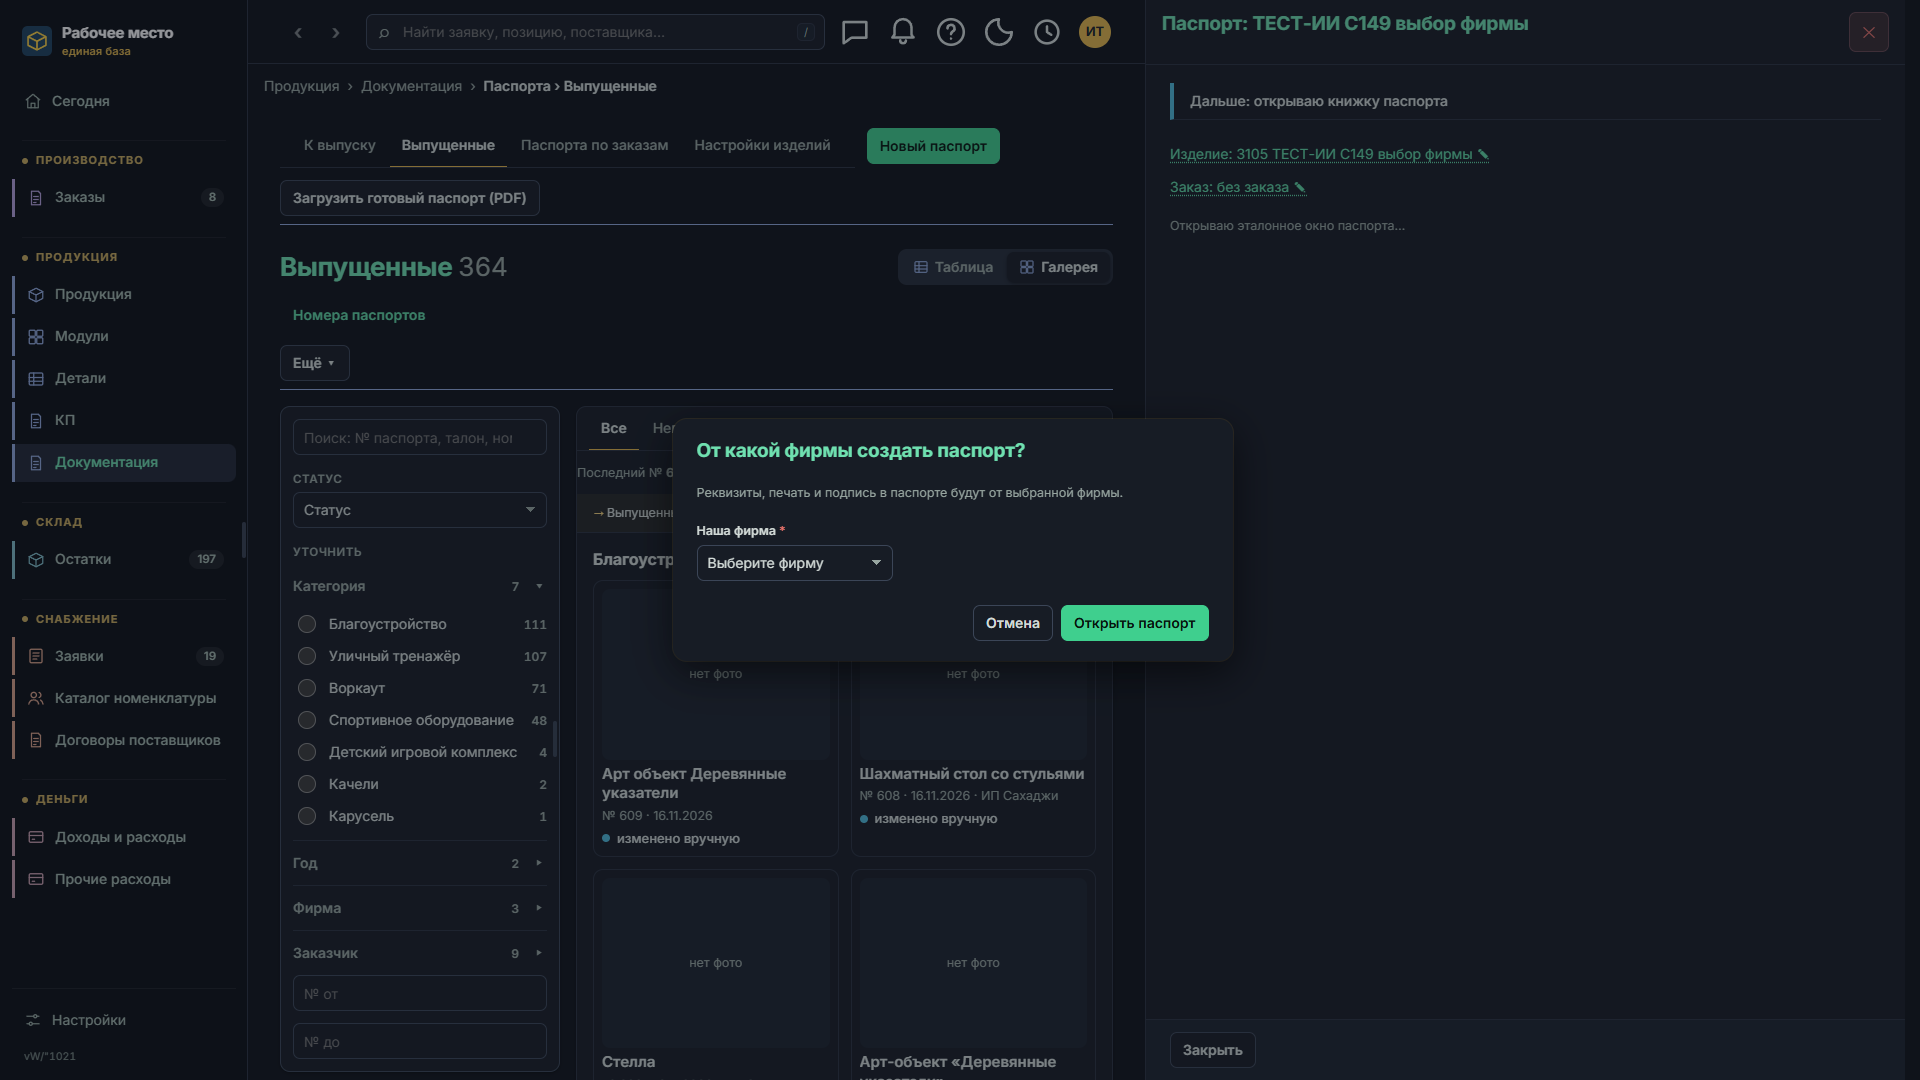 Рабочее место
единая база
Сегодня
ПРОИЗВОДСТВО
Заказы 8
ПРОДУКЦИЯ
Продукция
Модули
Детали
КП
Документация
СКЛАД
Остатки 197
СНАБЖЕНИЕ
Заявки 19
Каталог номенклатуры
Договоры поставщиков
ДЕНЬГИ
Доходы и расходы
Прочие расходы
Настройки
vW/"1021
Найти заявку, позицию, поставщика... /
ИТ
Продукция › Документация › Паспорта › Выпущенные
К выпуску Выпущенные Паспорта по заказам Настройки изделий Новый паспорт
Загрузить готовый паспорт (PDF)
Выпущенные 364
Таблица Галерея
Номера паспортов
Ещё
Поиск: № паспорта, талон, ног
СТАТУС
Статус
УТОЧНИТЬ
Категория 7
Благоустройство 111
Уличный тренажёр 107
Воркаут 71
Спортивное оборудование 48
Детский игровой комплекс 4
Качели 2
Карусель 1
Год 2
Фирма 3
Заказчик 9
№ от
№ до
Все Не
Последний № 6
→ Выпущенн
Благоустр
нет фото
Арт объект Деревянные указатели
№ 609 · 16.11.2026
изменено вручную
нет фото
Шахматный стол со стульями
№ 608 · 16.11.2026 · ИП Сахаджи
изменено вручную
нет фото
Стелла
нет фото
Арт-объект «Деревянные
От какой фирмы создать паспорт?
Реквизиты, печать и подпись в паспорте будут от выбранной фирмы.
Наша фирма *
Выберите фирму
Отмена Открыть паспорт
Паспорт: ТЕСТ-ИИ С149 выбор фирмы
Дальше: открываю книжку паспорта
Изделие: 3105 ТЕСТ-ИИ С149 выбор фирмы ✎
Заказ: без заказа ✎
Открываю эталонное окно паспорта...
Закрыть